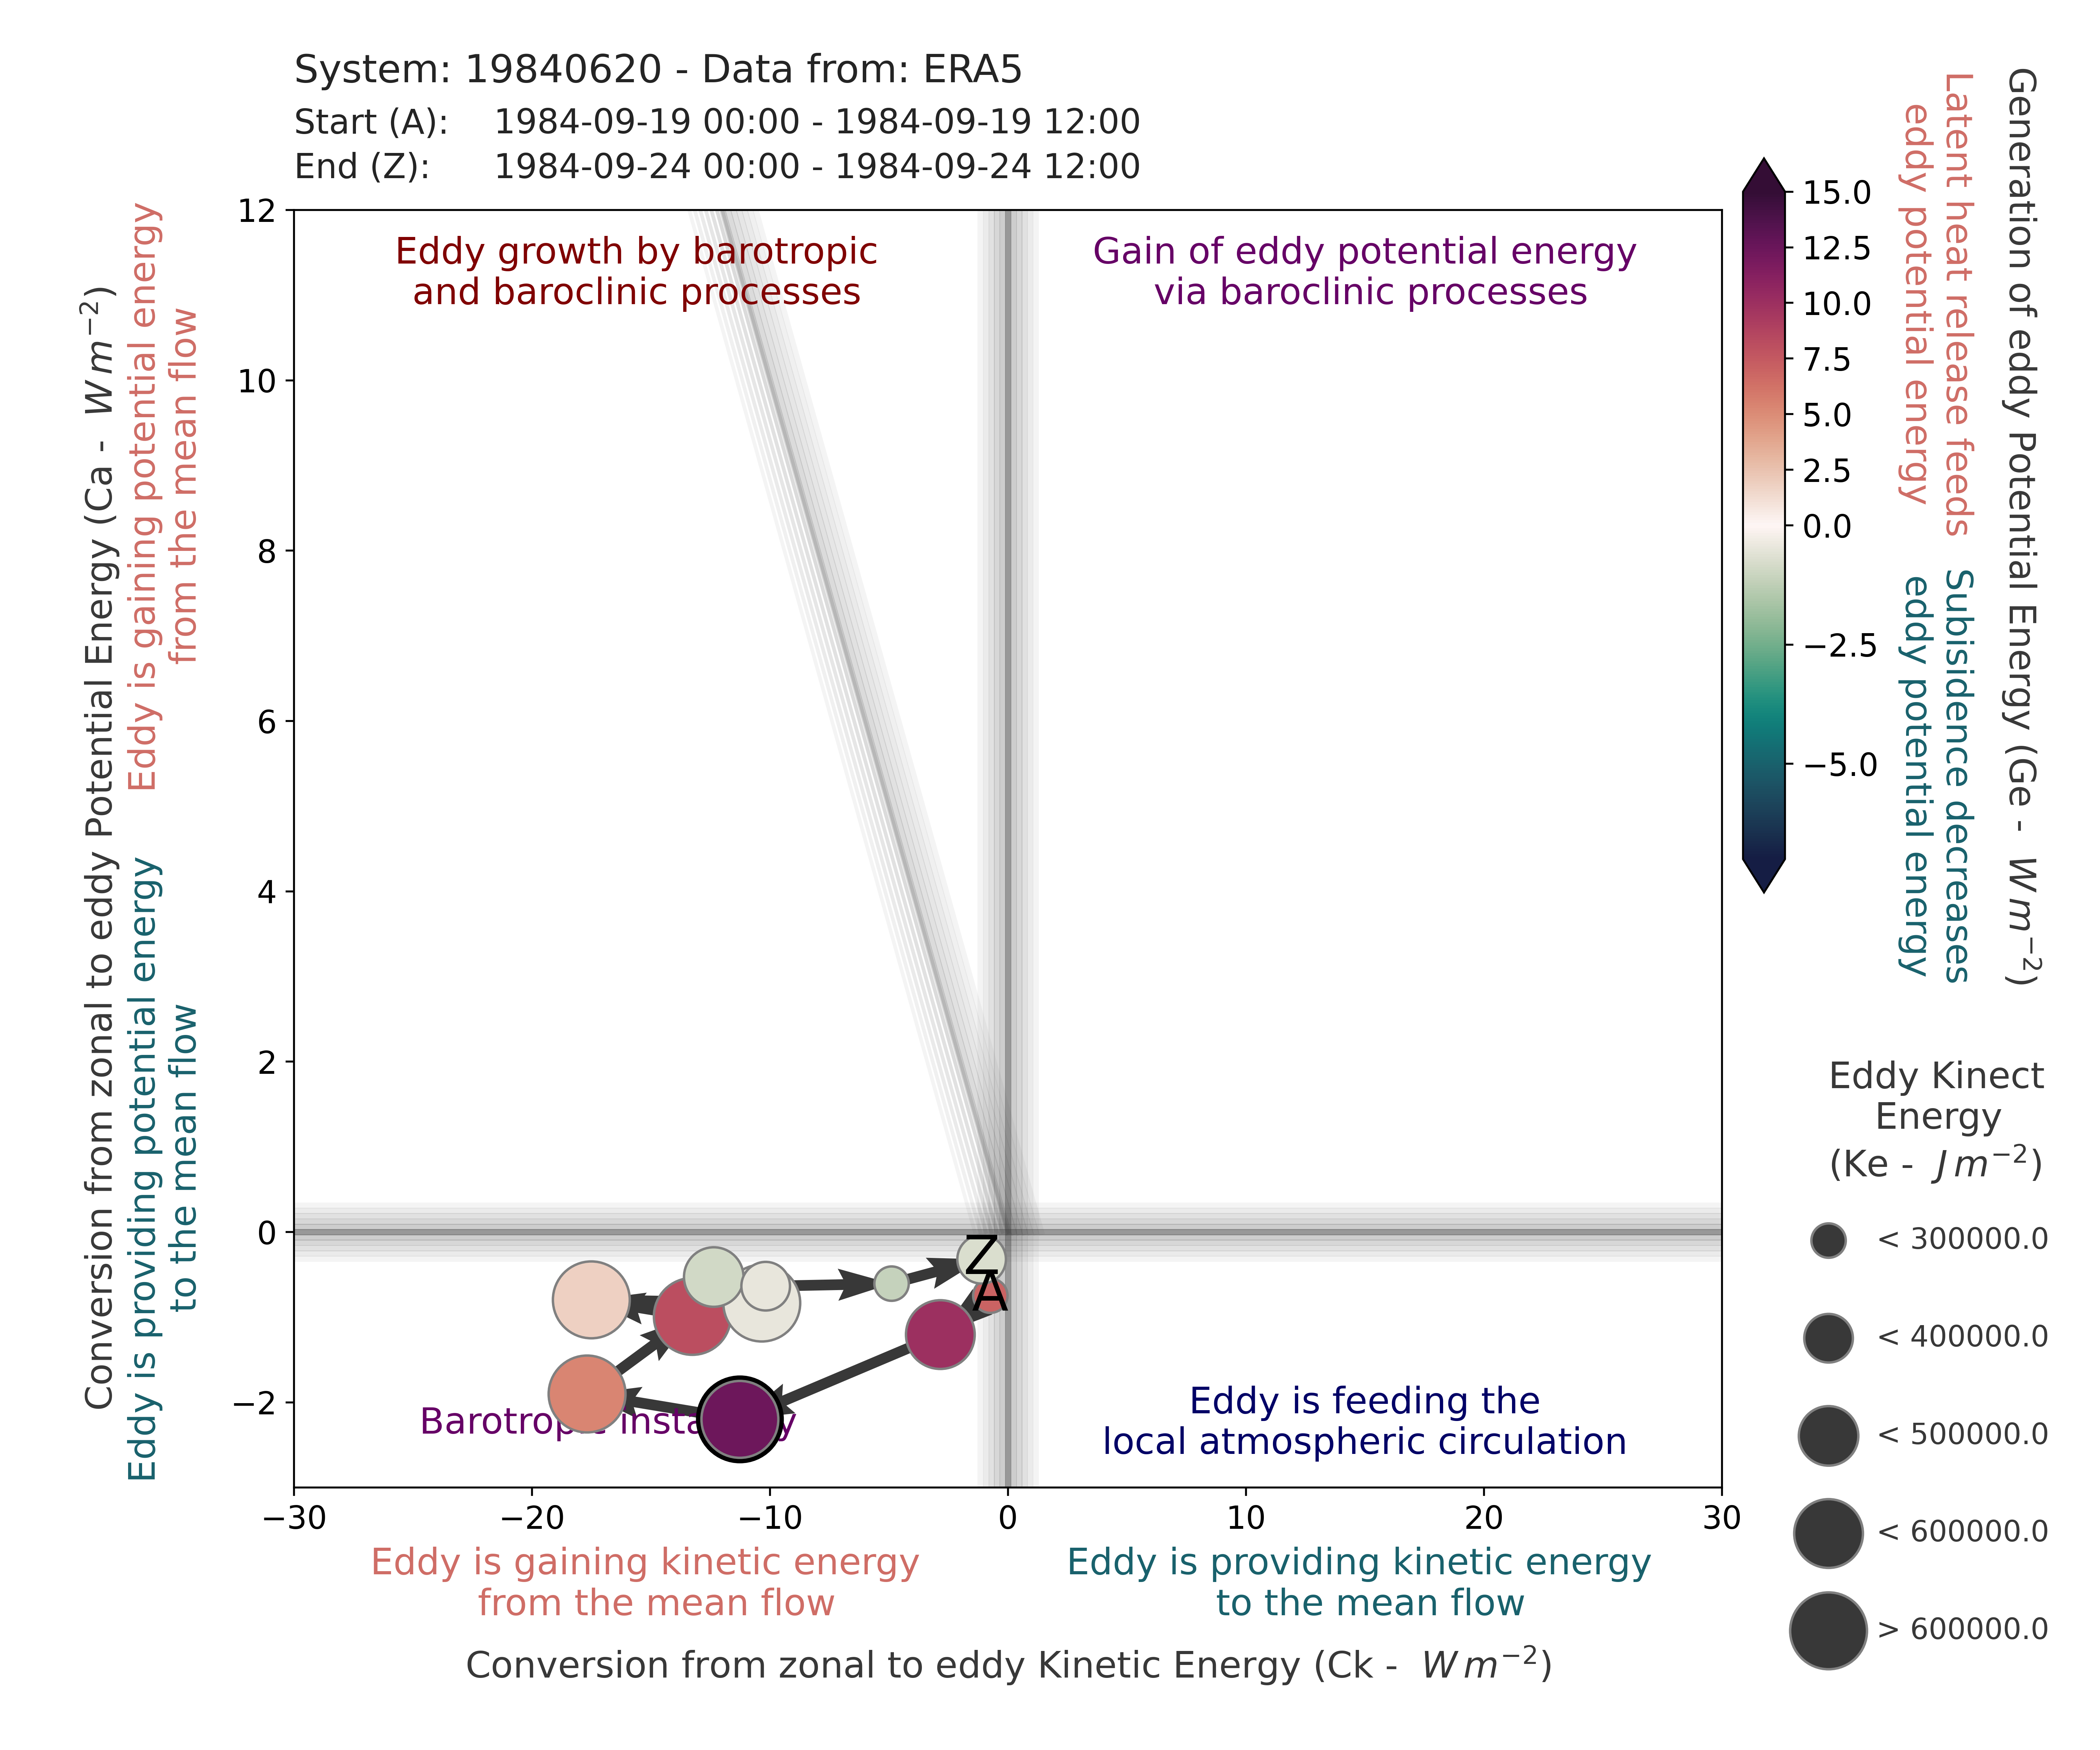 System: 19840620 - Data from: ERA5
Start (A): 1984-09-19 00:00 - 1984-09-19 12:00
End (Z): 1984-09-24 00:00 - 1984-09-24 12:00
Conversion from zonal to eddy Potential Energy (Ca - W m⁻²)
Eddy is gaining potential energy
from the mean flow
Eddy is providing potential energy
to the mean flow
12
10
8
6
4
2
0
−2
Eddy growth by barotropic
and baroclinic processes
Gain of eddy potential energy
via baroclinic processes
Z
A
Barotropic instability
Eddy is feeding the
local atmospheric circulation
−30
−20
−10
0
10
20
30
Eddy is gaining kinetic energy
from the mean flow
Eddy is providing kinetic energy
to the mean flow
Conversion from zonal to eddy Kinetic Energy (Ck - W m⁻²)
15.0
12.5
10.0
7.5
5.0
2.5
0.0
−2.5
−5.0
Latent heat release feeds
eddy potential energy
Subisidence decreases
eddy potential energy
Generation of eddy Potential Energy (Ge - W m⁻²)
Eddy Kinect
Energy
(Ke - J m⁻²)
< 300000.0
< 400000.0
< 500000.0
< 600000.0
> 600000.0